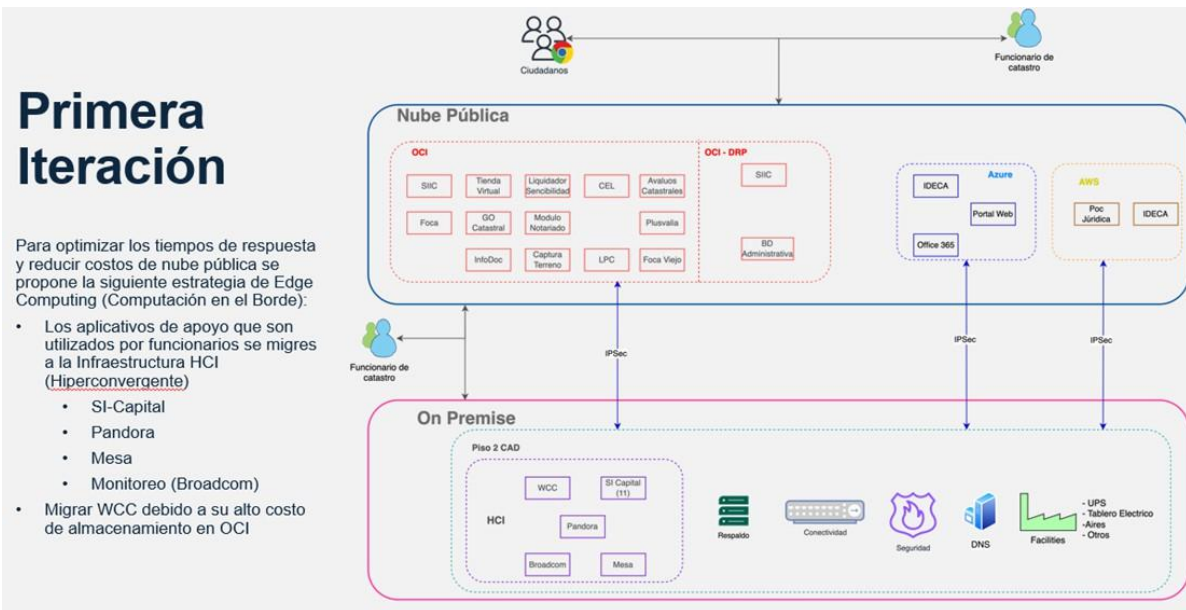 Primera
Iteración
Para optimizar los tiempos de respuesta
y reducir costos de nube pública se
propone la siguiente estrategia de Edge
Computing (Computación en el Borde):
• Los aplicativos de apoyo que son
utilizados por funcionarios se migres
a la Infraestructura HCI
(Hiperconvergente)
• SI-Capital
• Pandora
• Mesa
• Monitoreo (Broadcom)
• Migrar WCC debido a su alto costo
de almacenamiento en OCI
Ciudadanos
Funcionario de
catastro
Nube Pública
OCI
SIIC
Tienda
Virtual
Liquidador
Sencibilidad
CEL
Avaluos
Catastrales
Foca
GO
Catastral
Modulo
Notariado
Plusvalia
InfoDoc
Captura
Terreno
LPC
Foca Viejo
OCI - DRP
SIIC
BD
Administrativa
Azure
IDECA
Portal Web
Office 365
AWS
Poc
Júridica
IDECA
Funcionario de
catastro
IPSec
IPSec
IPSec
On Premise
Piso 2 CAD
HCI
WCC
SI Capital
(11)
Pandora
Broadcom
Mesa
Respaldo
Conectividad
Seguridad
DNS
Facilities
- UPS
- Tablero Electrico
-Aires
- Otros